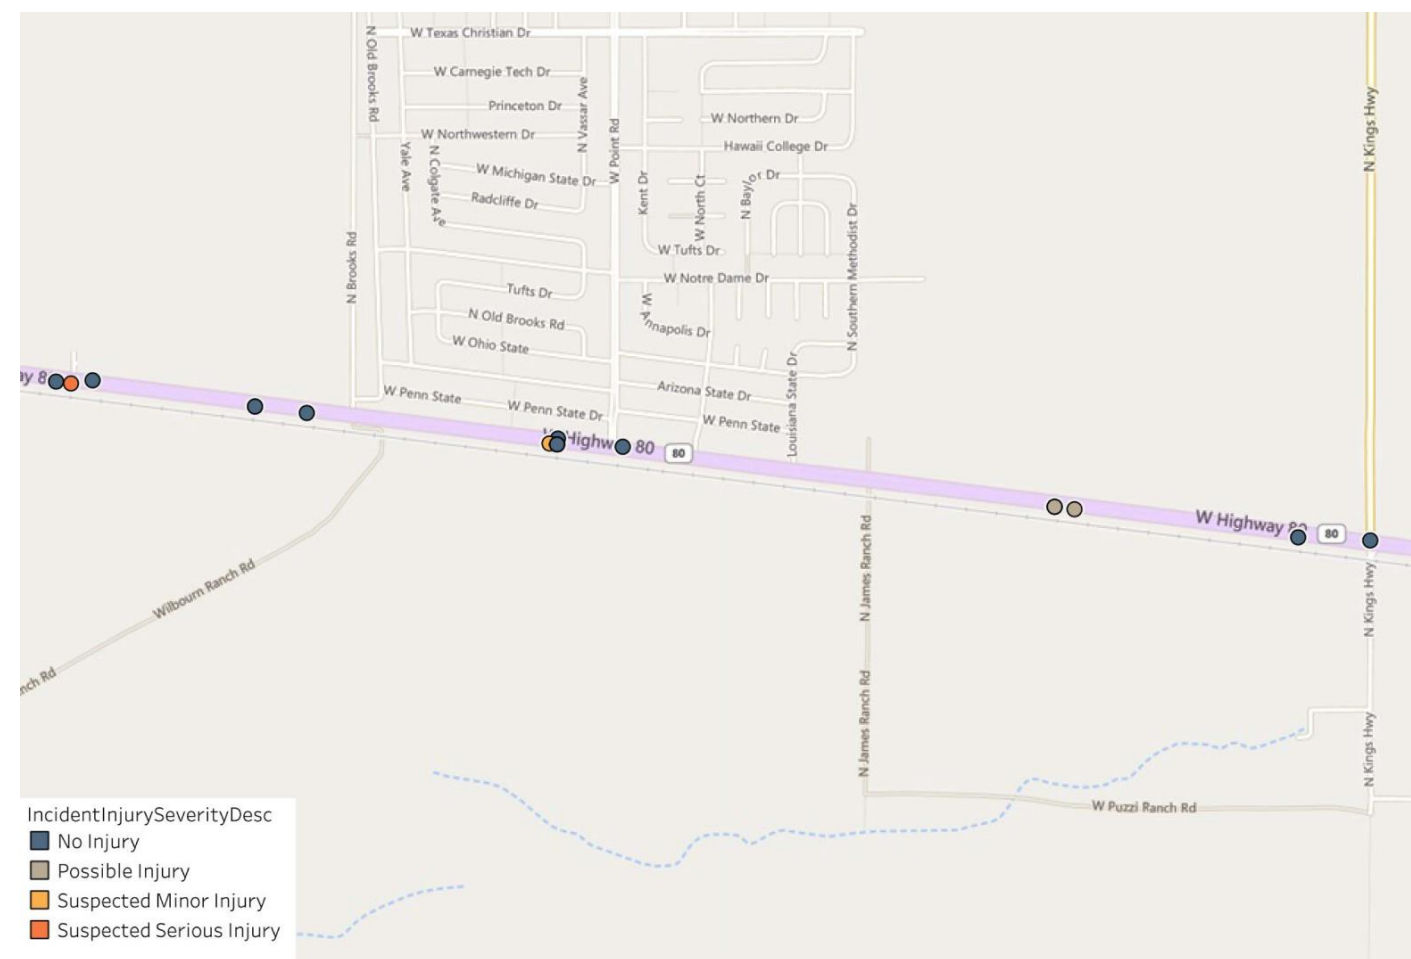 W Texas Christian Dr
N Old Brooks Rd
W Carnegie Tech Dr
N Vassar Ave
Princeton Dr
W Point Rd
W Northern Dr
N Kings Hwy
W Northwestern Dr
Hawaii College Dr
Yale Ave
N Colgate Ave
W Michigan State Dr
Kent Dr
W North Ct
N Baylor Dr
Radcliffe Dr
N Southern Methodist Dr
N Brooks Rd
W Tufts Dr
W Notre Dame Dr
Tufts Dr
W Annapolis Dr
N Old Brooks Rd
W Ohio State
Louisiana State Dr
ay 8
W Penn State
Arizona State Dr
W Penn State Dr
W Penn State
Highw 80
80
W Highway 80
80
N James Ranch Rd
Wilbourn Ranch Rd
N Kings Hwy
nch Rd
N James Ranch Rd
N Kings Hwy
W Puzzi Ranch Rd
IncidentInjurySeverityDesc
No Injury
Possible Injury
Suspected Minor Injury
Suspected Serious Injury